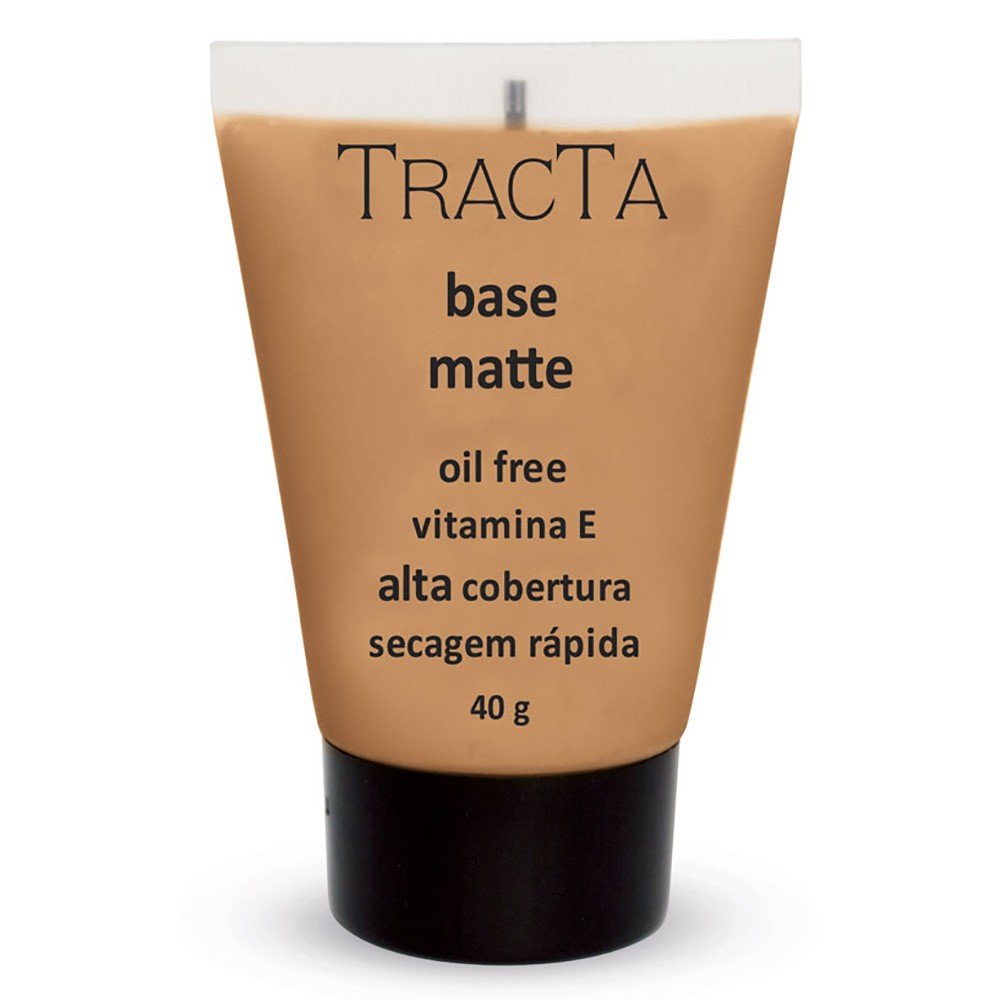 TRACTA
base
matte
oil free
vitamina E
alta cobertura
secagem rápida
40 g